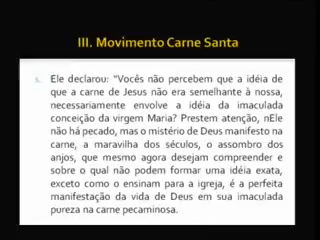 III. Movimento Carne Santa
5. Ele declarou: "Vocês não percebem que a idéia de
que a carne de Jesus não era semelhante à nossa,
necessariamente envolve a idéia da imaculada
conceição da virgem Maria? Prestem atenção, nEle
não há pecado, mas o mistério de Deus manifesto na
carne, a maravilha dos séculos, o assombro dos
anjos, que mesmo agora desejam compreender e
sobre o qual não podem formar uma idéia exata,
exceto como o ensinam para a igreja, é a perfeita
manifestação da vida de Deus em sua imaculada
pureza na carne pecaminosa.